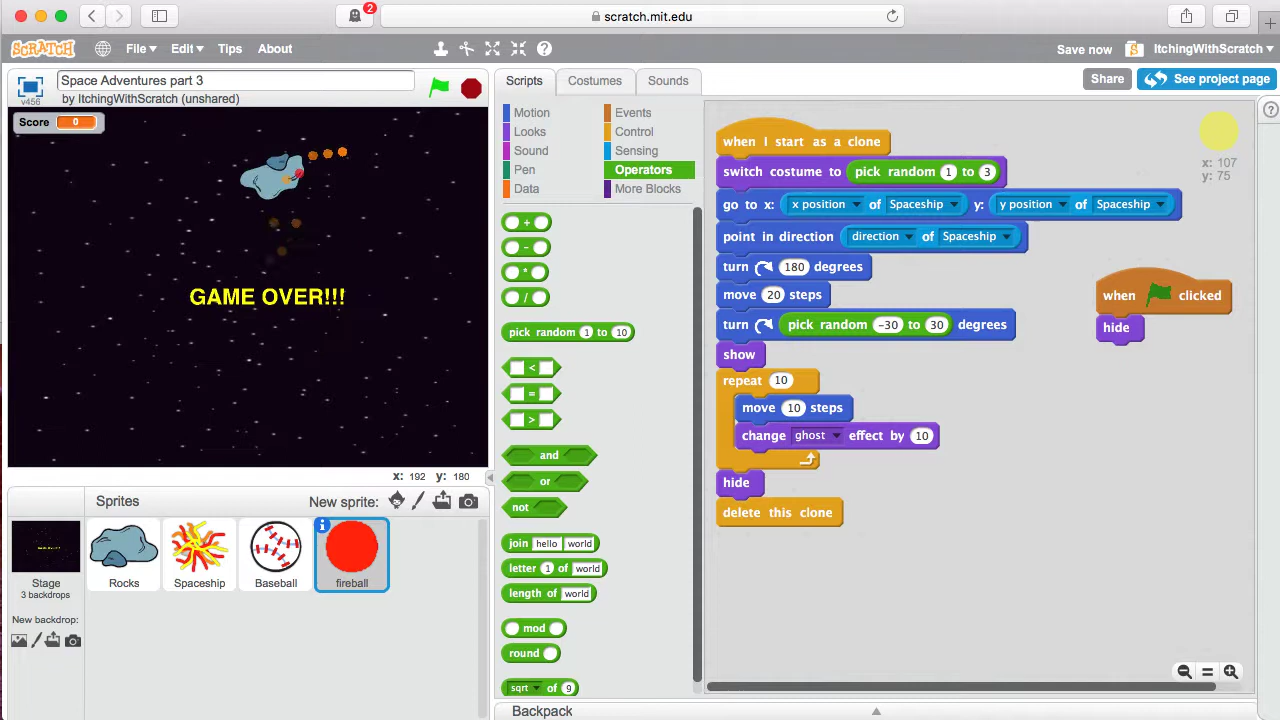 2
scratch.mit.edu
SCRATCH
File
Edit
Tips
About
Save now
ItchingWithScratch
v456
Space Adventures part 3
by ItchingWithScratch (unshared)
Scripts
Costumes
Sounds
Share
See project page
?
Score 0
GAME OVER!!!
x: 192 y: 180
Sprites
New sprite:
Stage
3 backdrops
New backdrop:
Rocks
Spaceship
Baseball
fireball
Motion
Events
Looks
Control
Sound
Sensing
Pen
Operators
Data
More Blocks
+
-
*
/
pick random 1 to 10
<
=
>
and
or
not
join hello world
letter 1 of world
length of world
mod
round
sqrt of 9
when I start as a clone
switch costume to pick random 1 to 3
go to x: x position of Spaceship y: y position of Spaceship
point in direction direction of Spaceship
turn 180 degrees
move 20 steps
turn pick random -30 to 30 degrees
show
repeat 10
move 10 steps
change ghost effect by 10
hide
delete this clone
when clicked
hide
x: 107
y: 75
Backpack